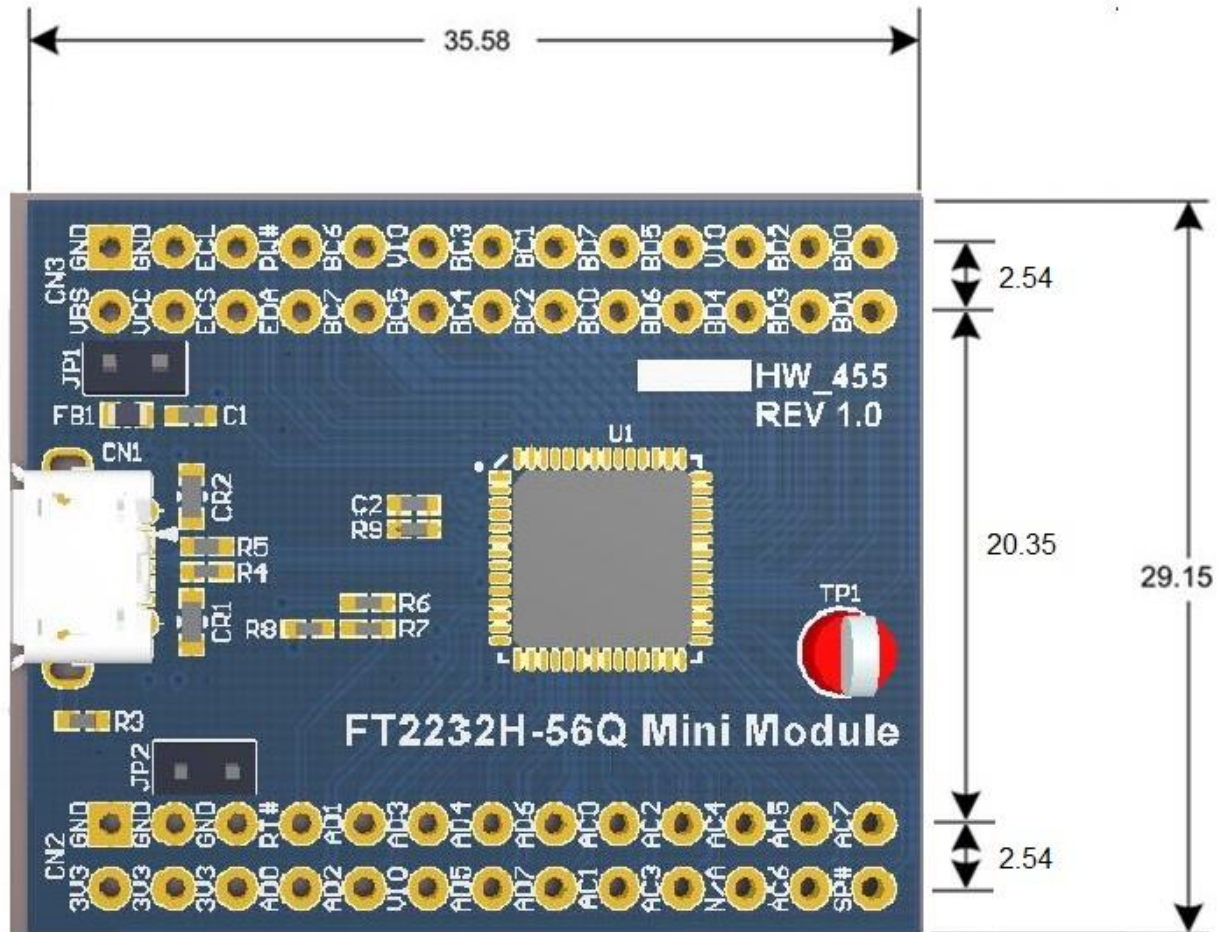 35.58
GND GND ECL PW# BC6 VIO BC3 BC1 BD7 BD5 VIO BD2 BD0
CN3
2.54
VBS VCC ECS EDA BC7 BC5 BC4 BC2 BC0 BD6 BD4 BD3 BD1
JP1
HW_455
FB1 C1
REV 1.0
CN1
U1
CR2
C2
R9
R5
20.35
R4
29.15
TP1
CR1
R6
R8 R7
R3
FT2232H-56Q Mini Module
JP2
GND GND GND RT# AD1 AD3 AD4 AD6 AC0 AC2 AC4 AC5 AC7
CN2
2.54
3V3 3V3 3V3 AD0 AD2 VIO AD5 AD7 AC1 AC3 N/A AC6 SP#